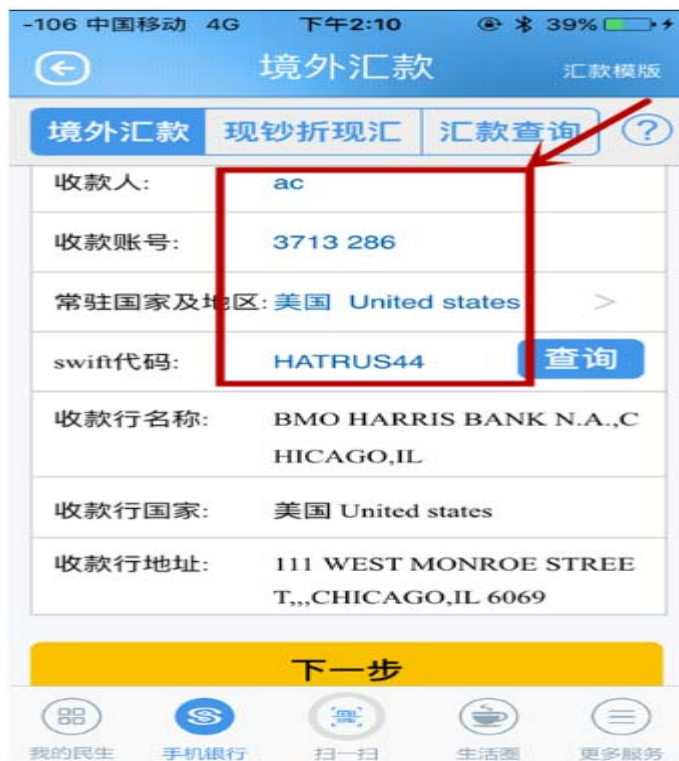 -106 中国移动 4G 下午2:10 39%
境外汇款 汇款模版
境外汇款 现钞折现汇 汇款查询 ?
收款人: ac
收款账号: 3713 286
常驻国家及地区: 美国 United states >
swift代码: HATRUS44 查询
收款行名称: BMO HARRIS BANK N.A.,C
HICAGO,IL
收款行国家: 美国 United states
收款行地址: 111 WEST MONROE STREE
T,,,CHICAGO,IL 6069
下一步
我的民生 手机银行 扫一扫 生活圈 更多服务